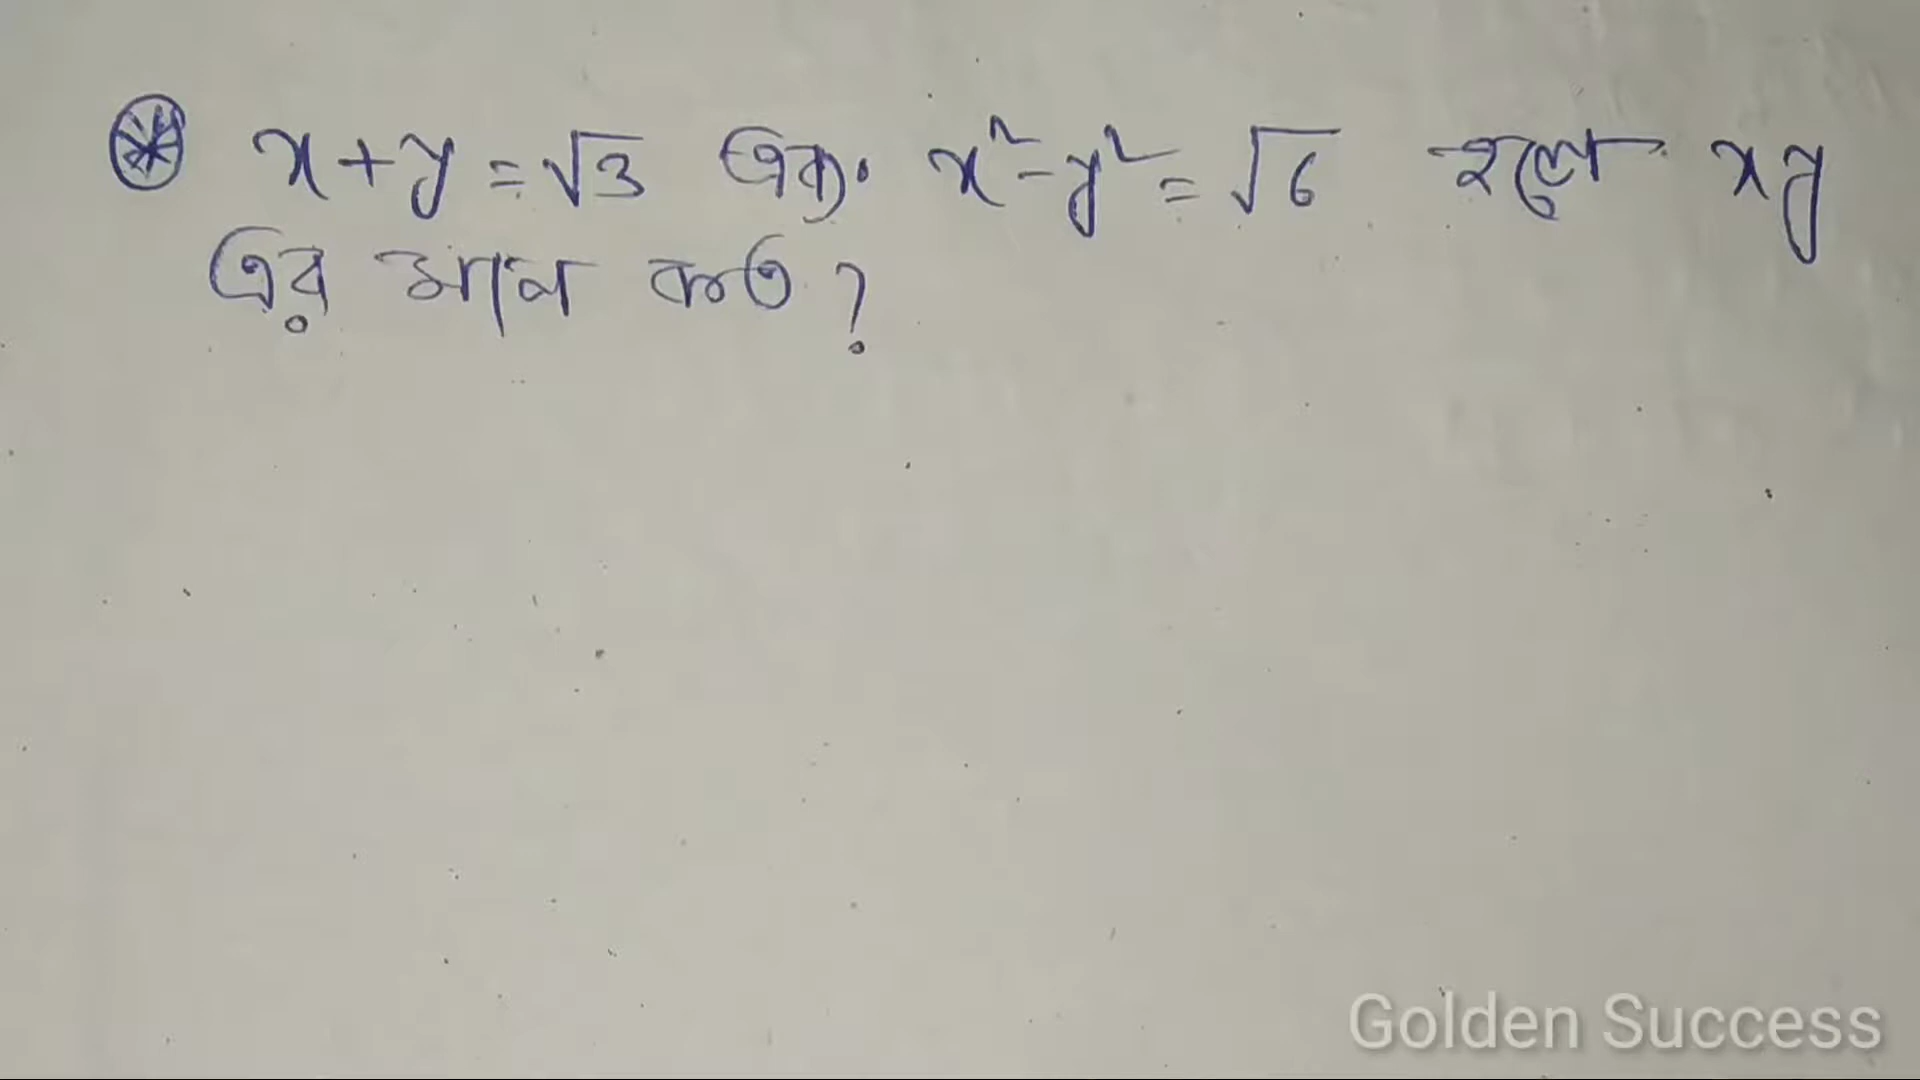 x+y=√3 এবং x²-y²=√6 হলে xy
এর মান কত?
Golden Success